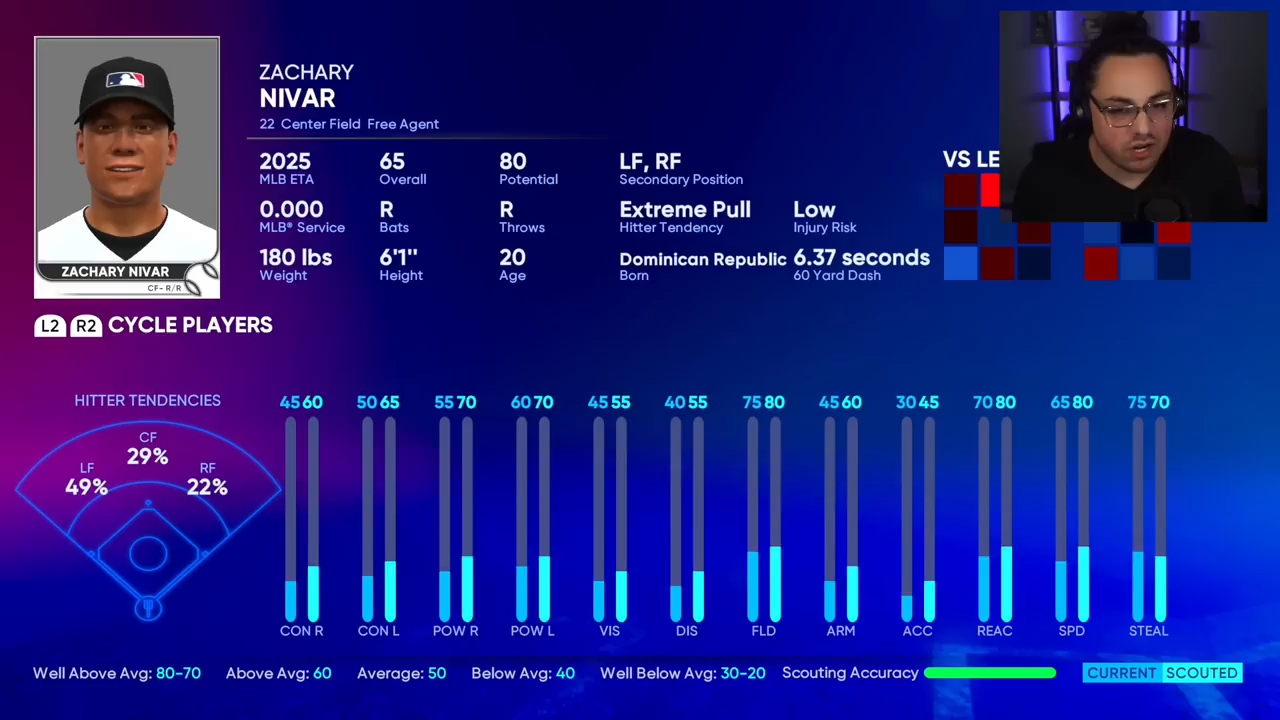 ZACHARY
NIVAR
22 Center Field Free Agent
2025 65 80 LF, RF
MLB ETA Overall Potential Secondary Position
0.000 R R Extreme Pull Low
MLB® Service Bats Throws Hitter Tendency Injury Risk
180 lbs 6'1" 20 Dominican Republic 6.37 seconds
Weight Height Age Born 60 Yard Dash
VS LE
ZACHARY NIVAR
CF- R/R
L2 R2 CYCLE PLAYERS
HITTER TENDENCIES
CF
29%
LF RF
49% 22%
45 60 50 65 55 70 60 70 45 55 40 55 75 80 45 60 30 45 70 80 65 80 75 70
CON R CON L POW R POW L VIS DIS FLD ARM ACC REAC SPD STEAL
Well Above Avg: 80-70 Above Avg: 60 Average: 50 Below Avg: 40 Well Below Avg: 30-20 Scouting Accuracy CURRENT SCOUTED